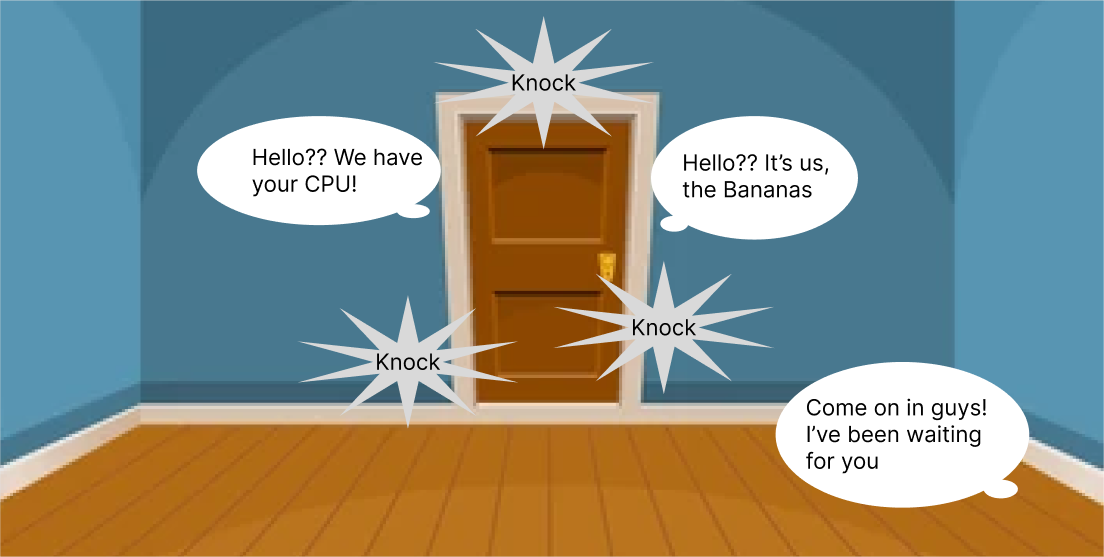 Knock
Hello?? We have
your CPU!
Hello?? It’s us,
the Bananas
Knock
Knock
Come on in guys!
I’ve been waiting
for you